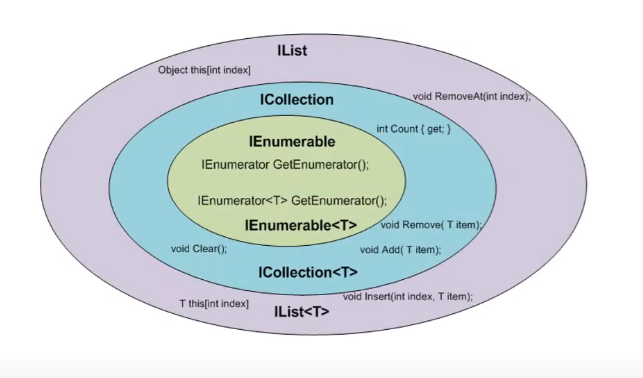 IList
Object this[int index]
void RemoveAt(int index);
ICollection
int Count { get; }
IEnumerable
IEnumerator GetEnumerator();
IEnumerator<T> GetEnumerator();
IEnumerable<T>
void Remove( T item);
void Clear();
void Add( T item);
ICollection<T>
void Insert(int index, T item);
T this[int index]
IList<T>